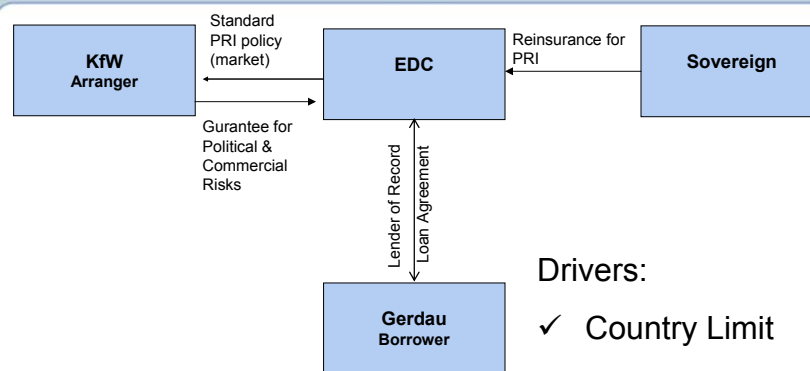 Standard
PRI policy
(market)
KfW
Arranger
EDC
Reinsurance for
PRI
Sovereign
Gurantee for
Political &
Commercial
Risks
Lender of Record
Loan Agreement
Gerdau
Borrower
Drivers:
✓ Country Limit